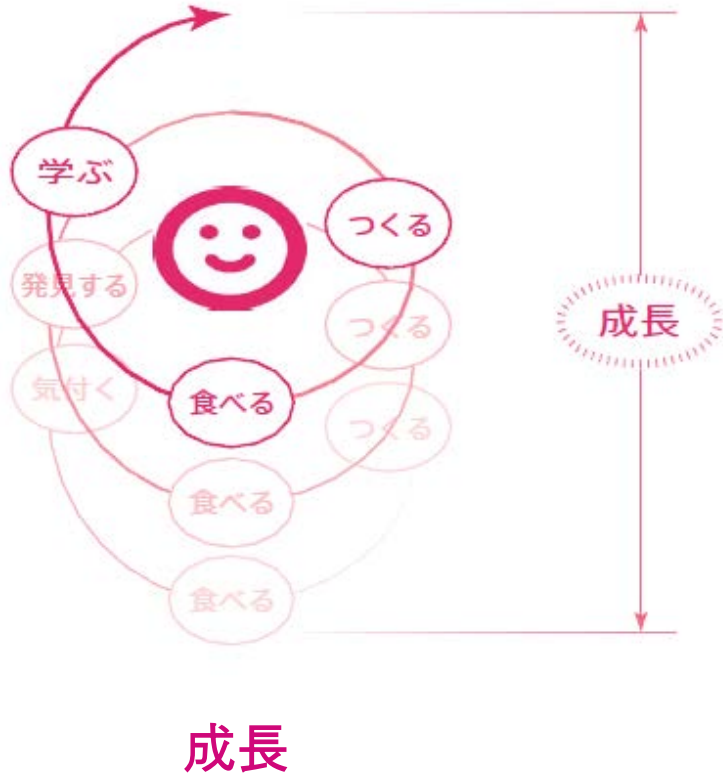 学ぶ
つくる
発見する
つくる
成長
気付く
食べる
つくる
食べる
食べる
成長